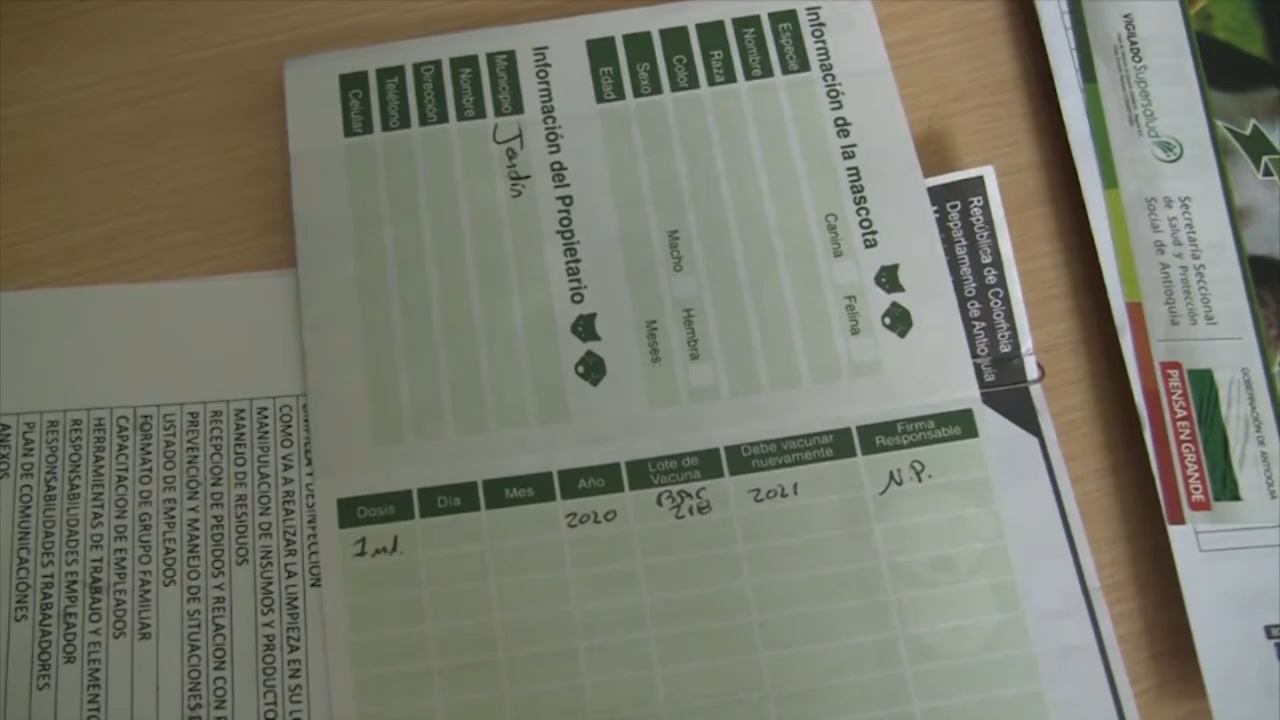 Información de la mascota
Especie
Canina
Felina
Nombre
Raza
Color
Sexo
Macho
Hembra
Edad
Meses:
Información del Propietario
Municipio Jardín
Nombre
Dirección
Teléfono
Celular
Dosis
Día
Mes
Año
Lote de
Vacuna
Debe vacunar
nuevamente
Firma
Responsable
1 ml.
2020
2021
N.P.
República de Colombia
Departamento de Antioquia
VIGILADO Supersalud
Secretaría Seccional
de Salud y Protección
Social de Antioquia
GOBERNACIÓN DE ANTIOQUIA
PIENSA EN GRANDE
COMO VA A REALIZAR LA LIMPIEZA EN SU
MANIPULACION DE INSUMOS Y PRODUCTO
MANEJO DE RESIDUOS
RECEPCION DE PEDIDOS Y RELACION CON
PREVENCIÓN Y MANEJO DE SITUACIONES
LISTADO DE EMPLEADOS
FORMATO DE GRUPO FAMILIAR
CAPACITACION DE EMPLEADOS
HERRAMIENTAS DE TRABAJO Y ELEMENTO
RESPONSABILIDADES EMPLEADOR
RESPONSABILIDADES TRABAJADORES
PLAN DE COMUNICACIÓNES
ANEXOS